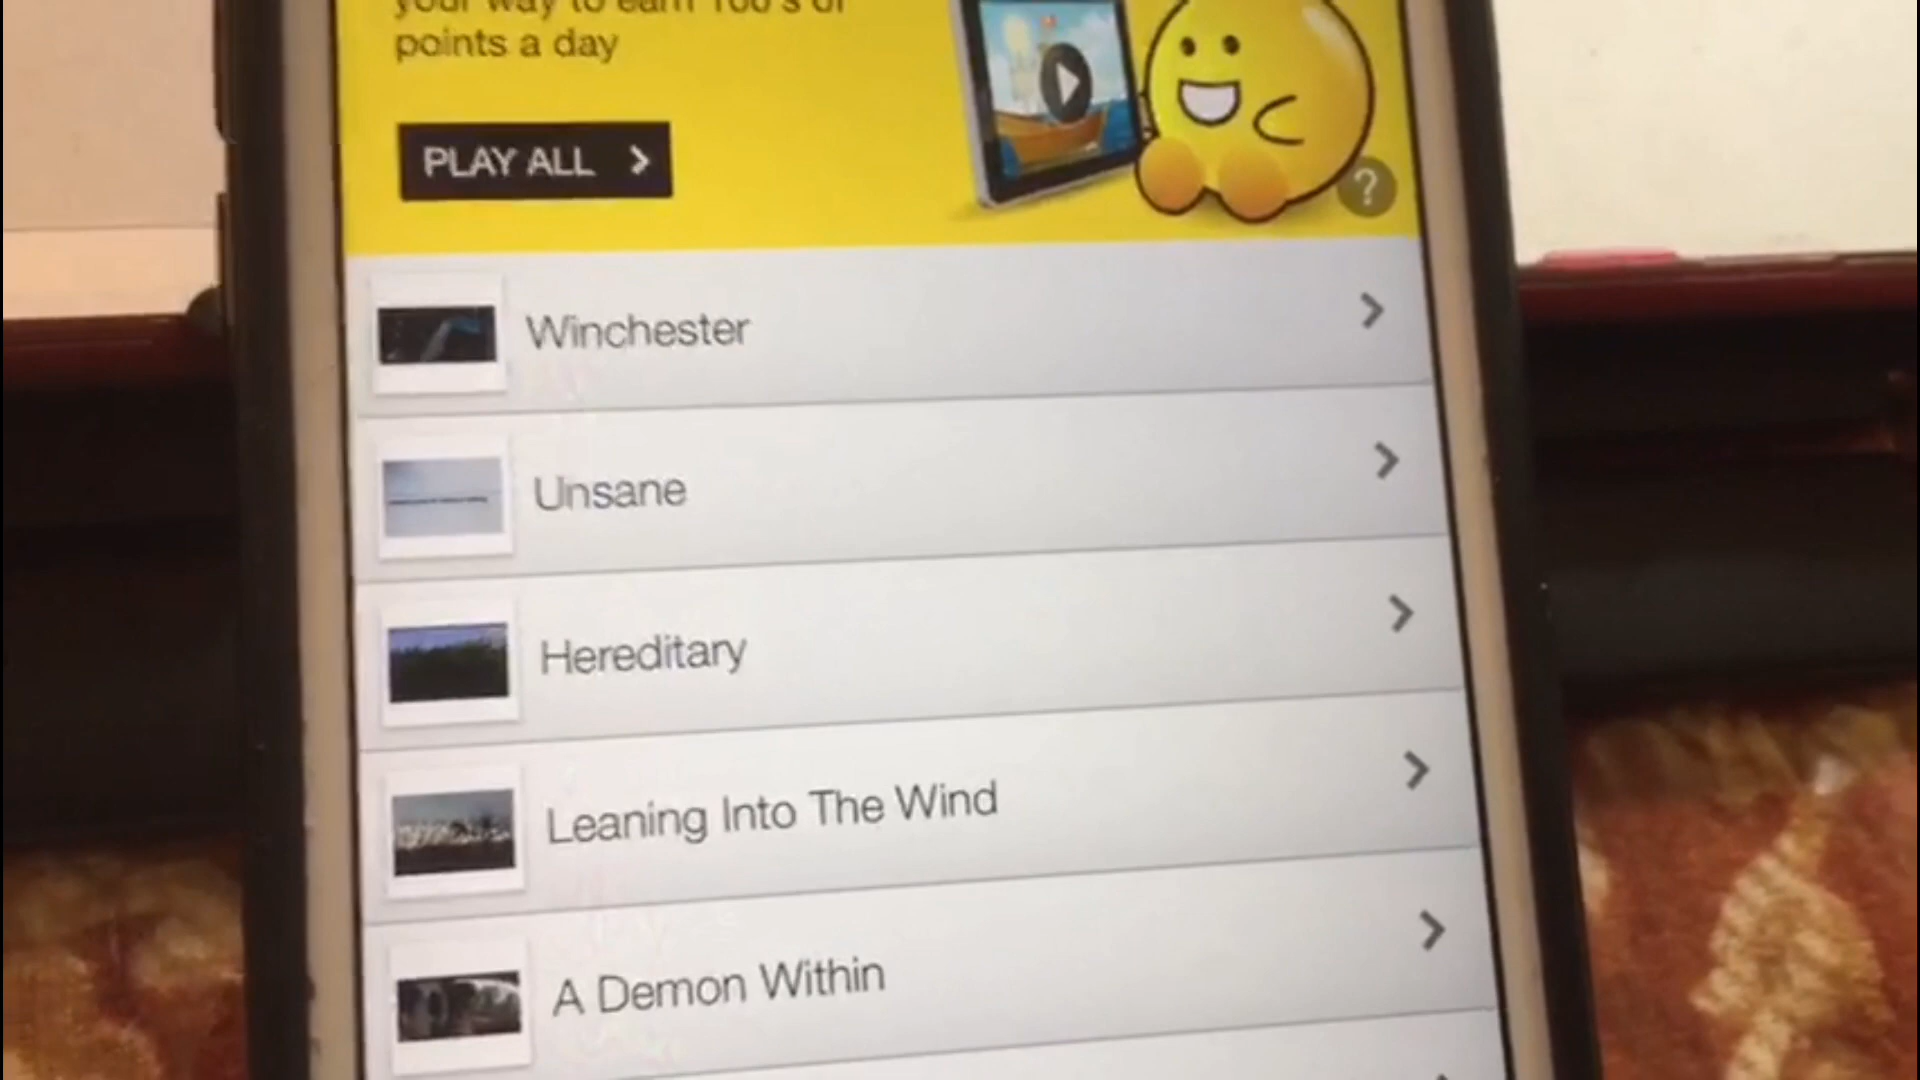 your way to earn 100's of
points a day
PLAY ALL
?
Winchester
Unsane
Hereditary
Leaning Into The Wind
A Demon Within